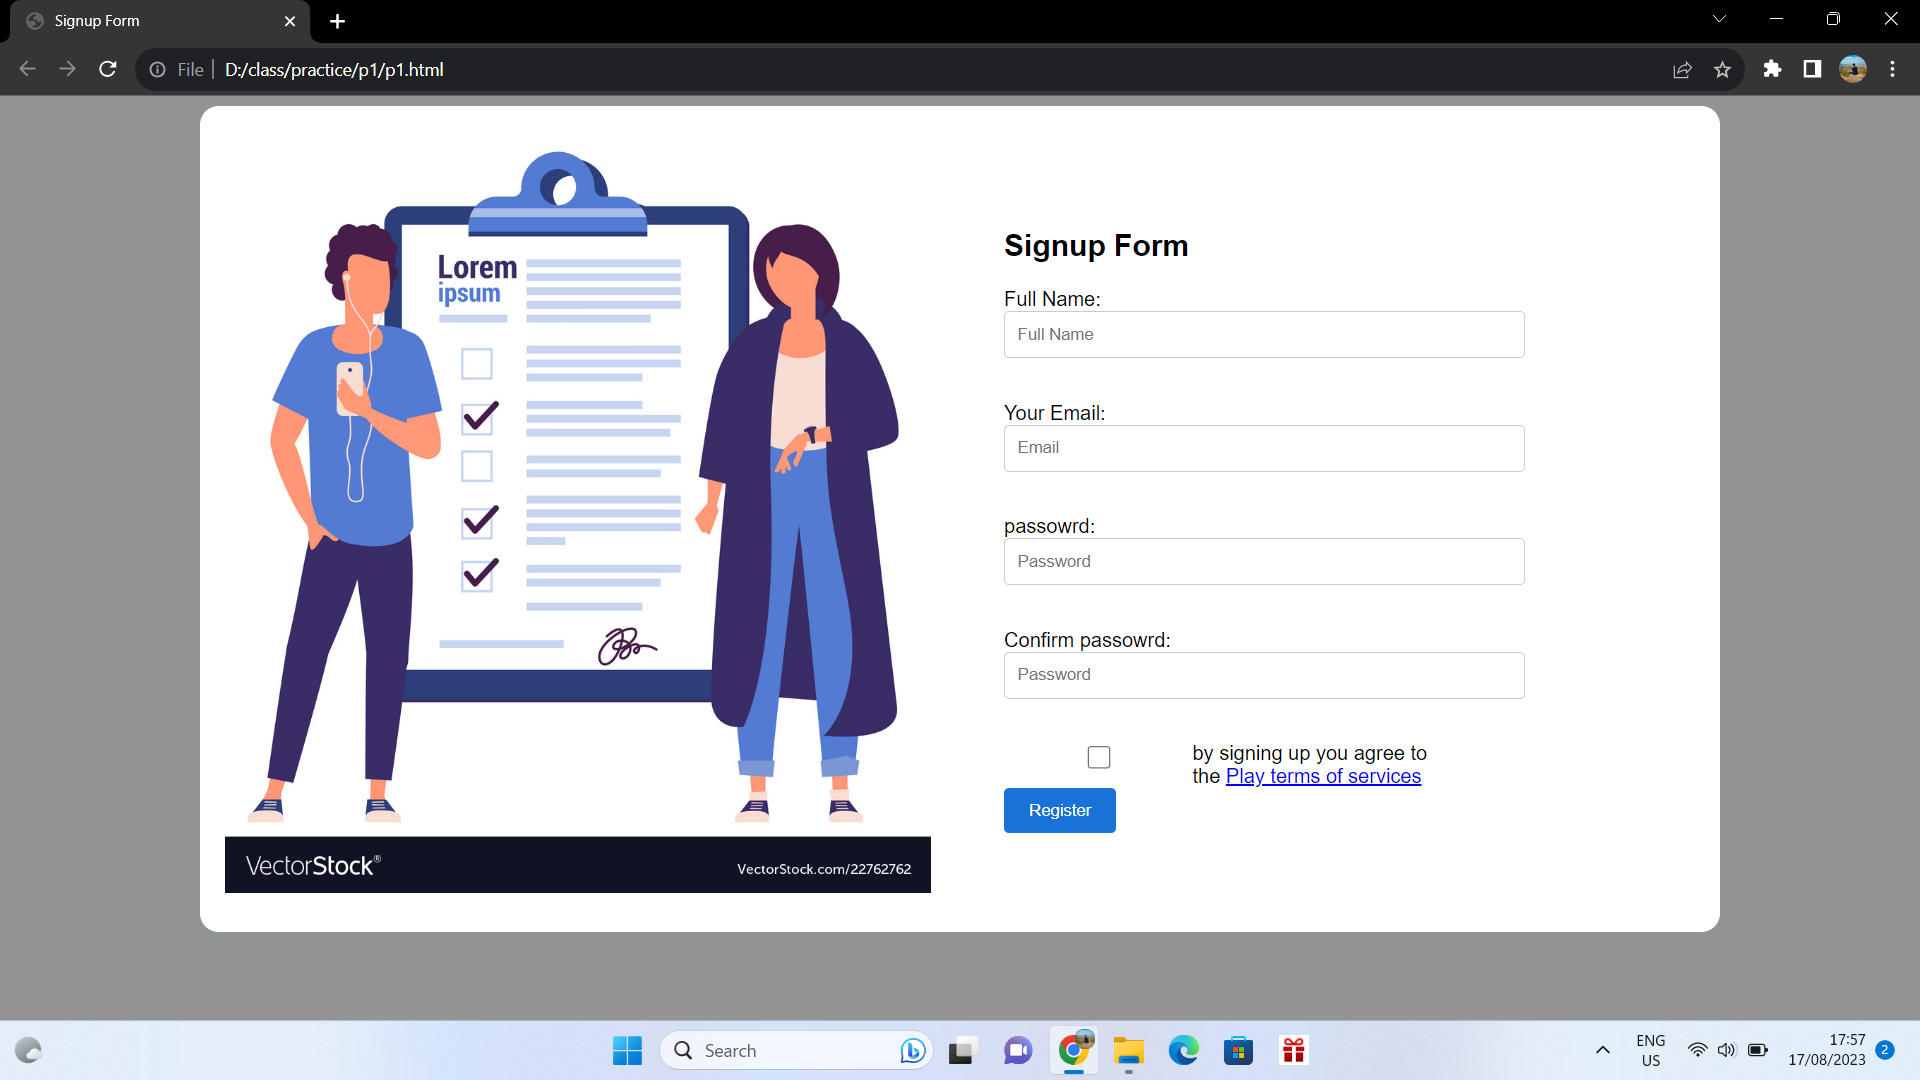 Signup Form
File
D:/class/practice/p1/p1.html
Lorem
ipsum
VectorStock®
VectorStock.com/22762762
Signup Form
Full Name:
Full Name
Your Email:
Email
passowrd:
Password
Confirm passowrd:
Password
by signing up you agree to
the Play terms of services
Register
Search
ENG
US
17:57
17/08/2023
2